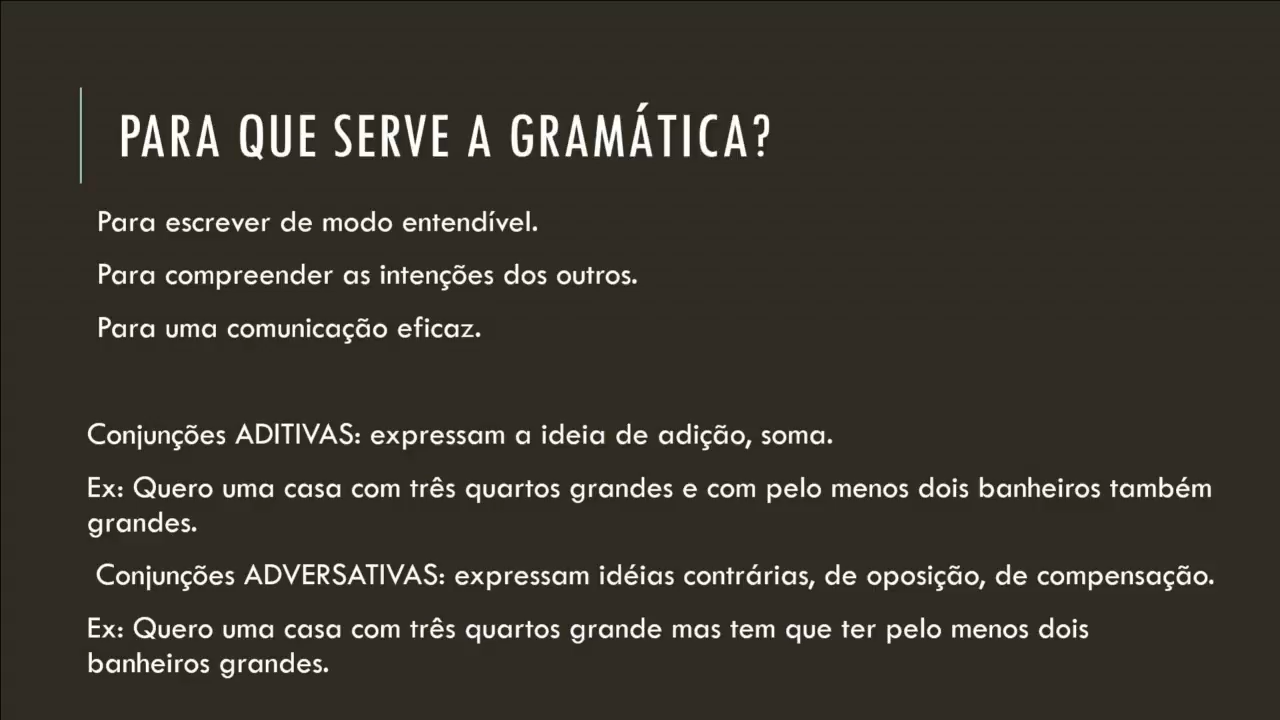 PARA QUE SERVE A GRAMÁTICA?
Para escrever de modo entendível.
Para compreender as intenções dos outros.
Para uma comunicação eficaz.
Conjunções ADITIVAS: expressam a ideia de adição, soma.
Ex: Quero uma casa com três quartos grandes e com pelo menos dois banheiros também
grandes.
Conjunções ADVERSATIVAS: expressam idéias contrárias, de oposição, de compensação.
Ex: Quero uma casa com três quartos grande mas tem que ter pelo menos dois
banheiros grandes.